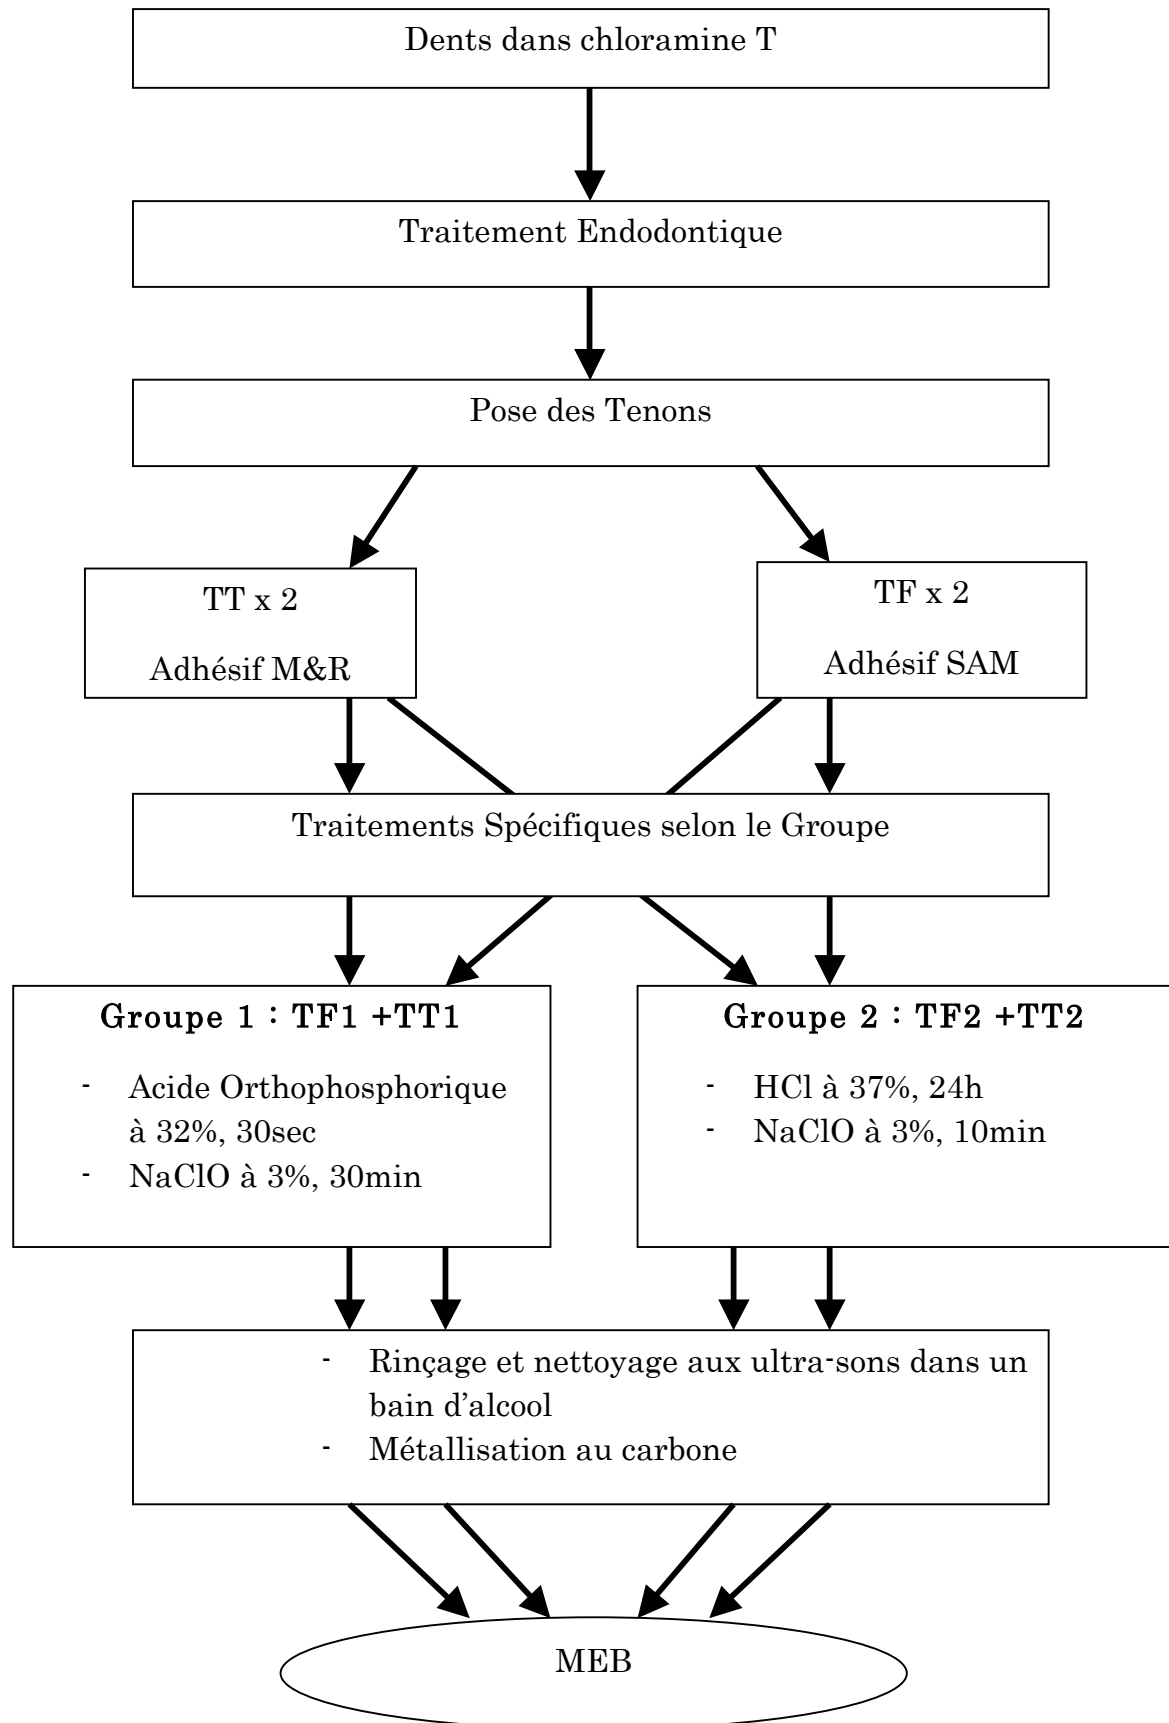 Dents dans chloramine T
Traitement Endodontique
Pose des Tenons
TT x 2
Adhésif M&R
TF x 2
Adhésif SAM
Traitements Spécifiques selon le Groupe
Groupe 1 : TF1 +TT1
- Acide Orthophosphorique
à 32%, 30sec
- NaClO à 3%, 30min
Groupe 2 : TF2 +TT2
- HCl à 37%, 24h
- NaClO à 3%, 10min
- Rinçage et nettoyage aux ultra-sons dans un
bain d’alcool
- Métallisation au carbone
MEB